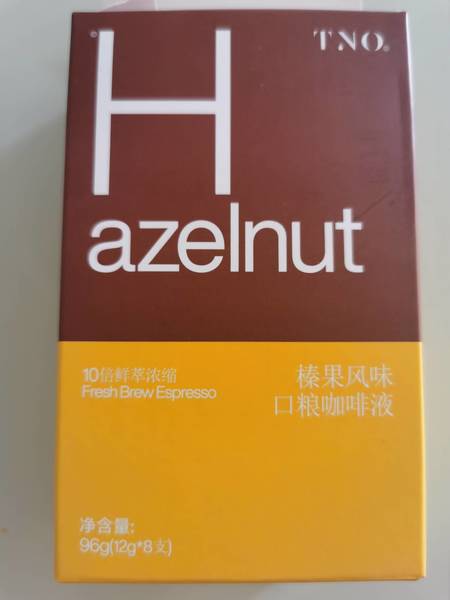 TNO®
Hazelnut
10倍鲜萃浓缩
Fresh Brew Espresso
榛果风味
口粮咖啡液
净含量:
96g(12g*8支)